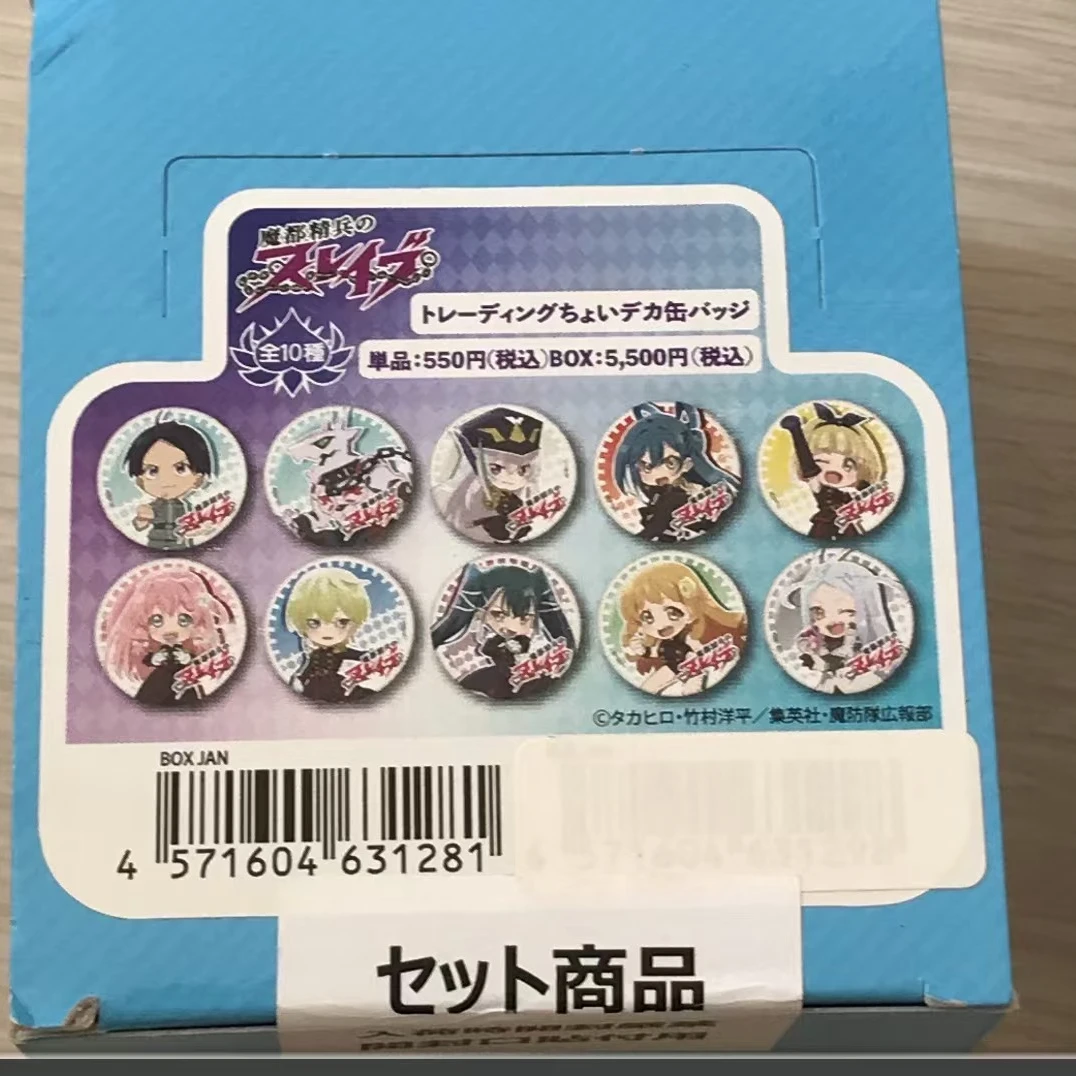 魔都精兵の
スレイブ
トレーディングちょいデカ缶バッジ
全10種
単品:550円(税込)BOX:5,500円(税込)
©タカヒロ・竹村洋平/集英社・魔防隊広報部
BOX JAN
4 571604 631281
セット商品